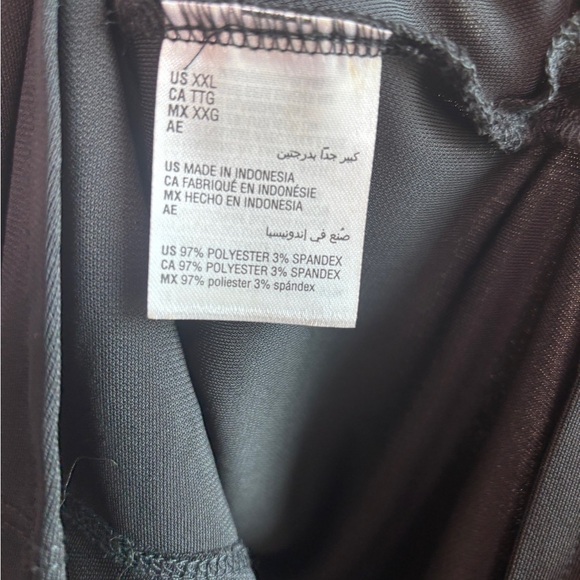 US XXL
CA TTG
MX XXG
AE
كبير جدًا بدرجتين
US MADE IN INDONESIA
CA FABRIQUÉ EN INDONÉSIE
MX HECHO EN INDONESIA
AE
صُنع في إندونيسيا
US 97% POLYESTER 3% SPANDEX
CA 97% POLYESTER 3% SPANDEX
MX 97% poliester 3% spándex